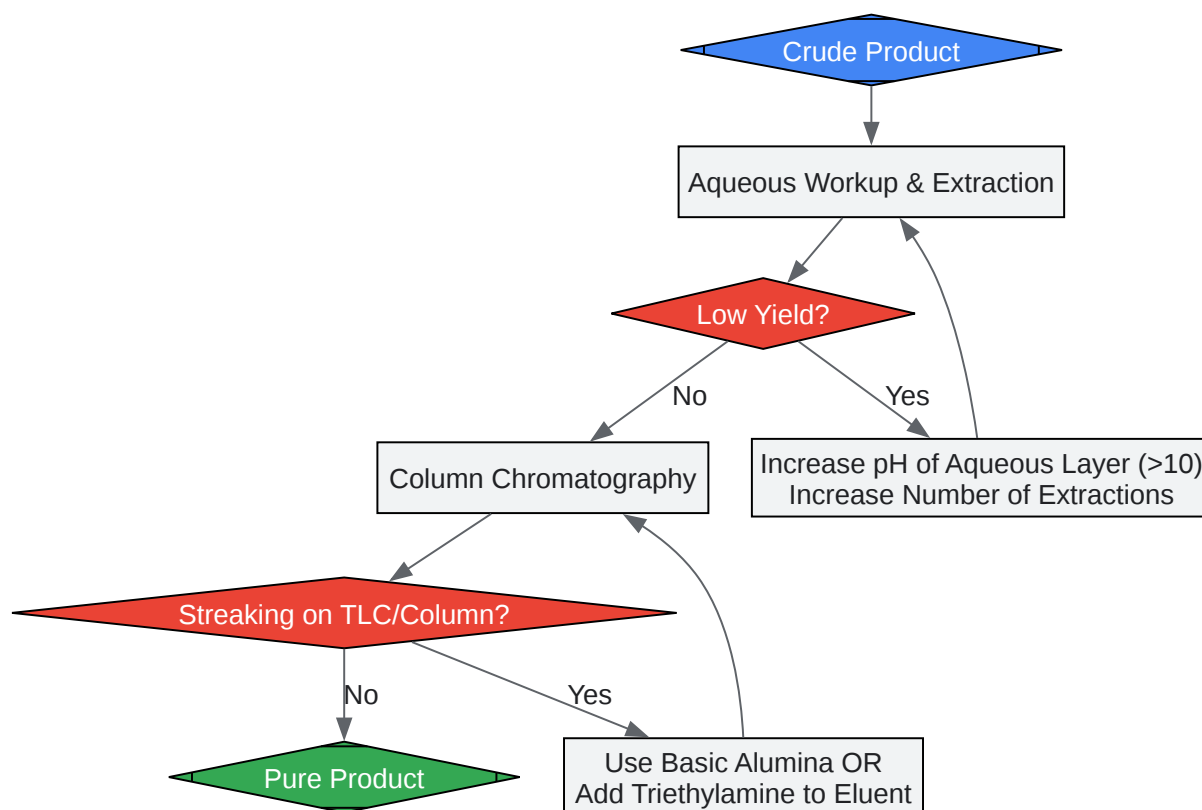 Crude Product
Aqueous Workup & Extraction
Low Yield?
No
Yes
Column Chromatography
Increase pH of Aqueous Layer (>10)
Increase Number of Extractions
Streaking on TLC/Column?
No
Yes
Pure Product
Use Basic Alumina OR
Add Triethylamine to Eluent